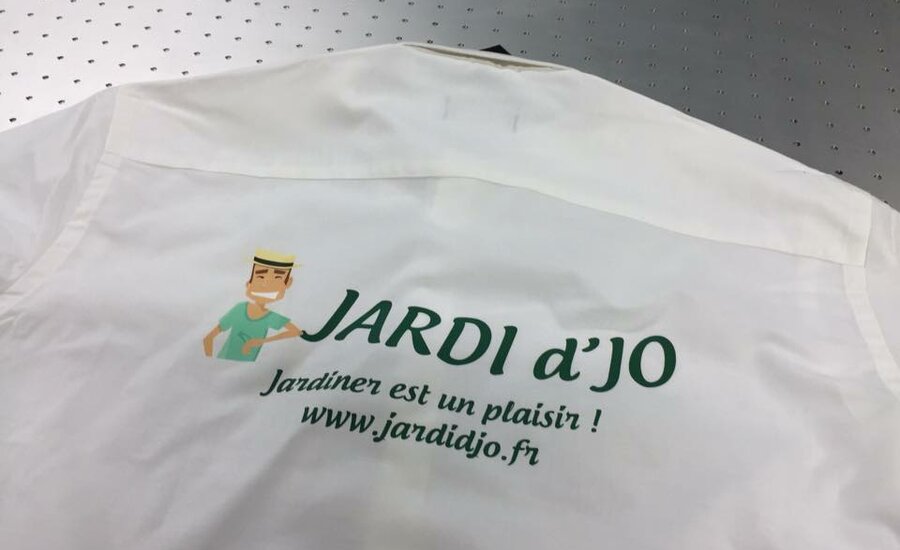 JARDI d'JO
Jardiner est un plaisir !
www.jardidjo.fr